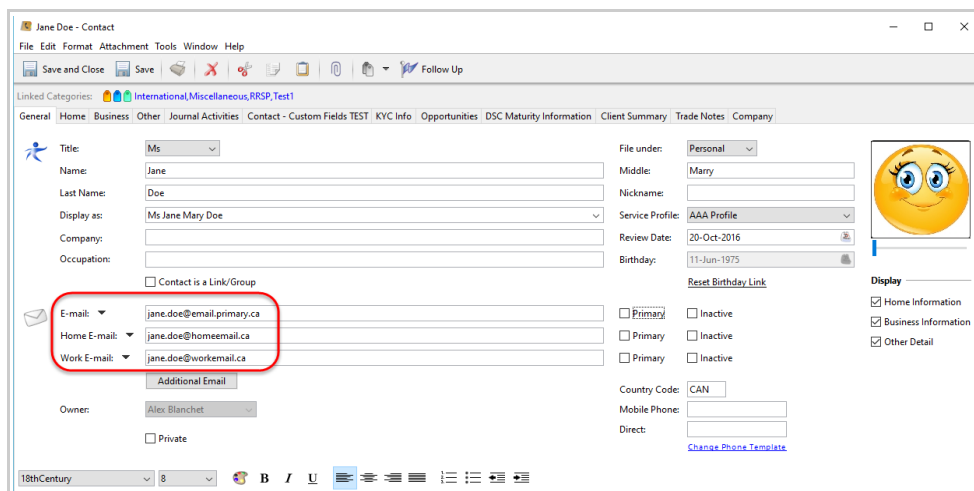 Jane Doe - Contact
File Edit Format Attachment Tools Window Help
Save and Close Save Follow Up
Linked Categories: International,Miscellaneous,RRSP,Test1
General Home Business Other Journal Activities Contact - Custom Fields TEST KYC Info Opportunities DSC Maturity Information Client Summary Trade Notes Company
Title: Ms File under: Personal
Name: Jane Middle: Marry
Last Name: Doe Nickname:
Display as: Ms Jane Mary Doe Service Profile: AAA Profile
Company: Review Date: 20-Oct-2016
Occupation: Birthday: 11-Jun-1975
Contact is a Link/Group Reset Birthday Link Display
Home Information
E-mail: jane.doe@email.primary.ca Primary Inactive
Business Information
Home E-mail: jane.doe@homeemail.ca Primary Inactive
Other Detail
Work E-mail: jane.doe@workemail.ca Primary Inactive
Additional Email
Country Code: CAN
Owner: Alex Blanchet Mobile Phone:
Direct:
Private
Change Phone Template
18thCentury 8 B I U